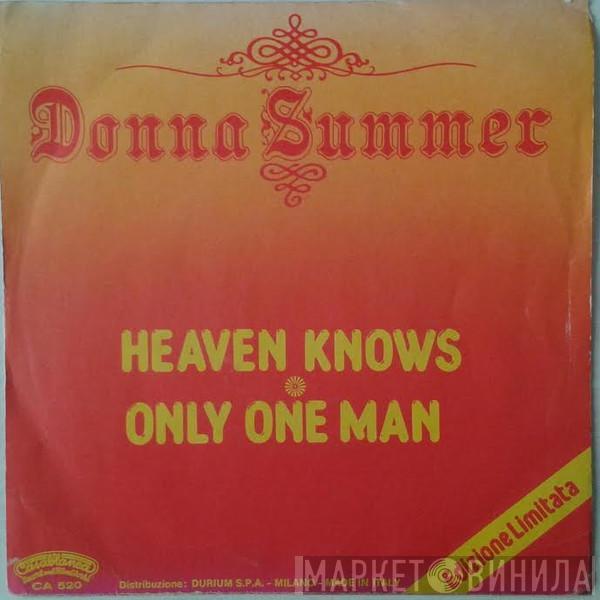 Donna Summer
HEAVEN KNOWS
ONLY ONE MAN
Limitata
Casablanca
CA 520
Distribuzione: DURIUM S.P.A. - MILANO - MADE IN ITALY
МАРКЕТ ВИНИЛА